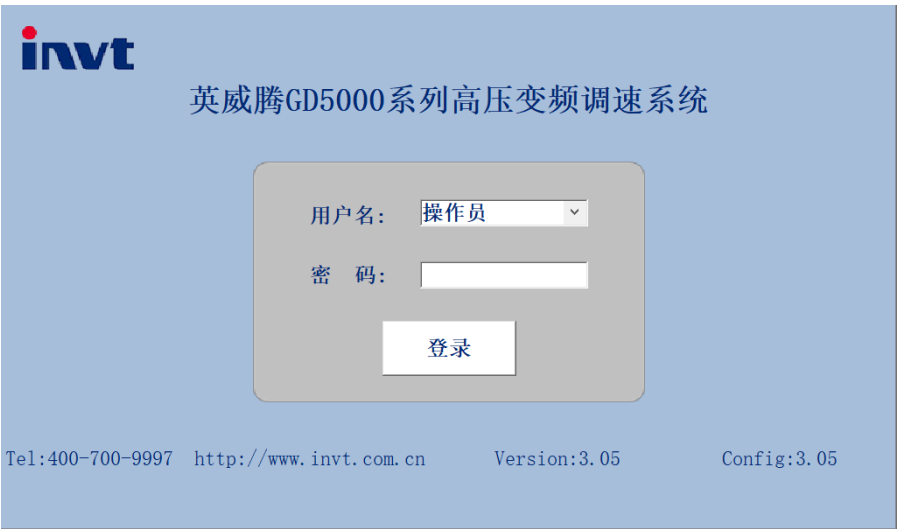 invt
英威腾GD5000系列高压变频调速系统
用户名: 操作员
密 码:
登录
Tel:400-700-9997 http://www.invt.com.cn Version:3.05 Config:3.05